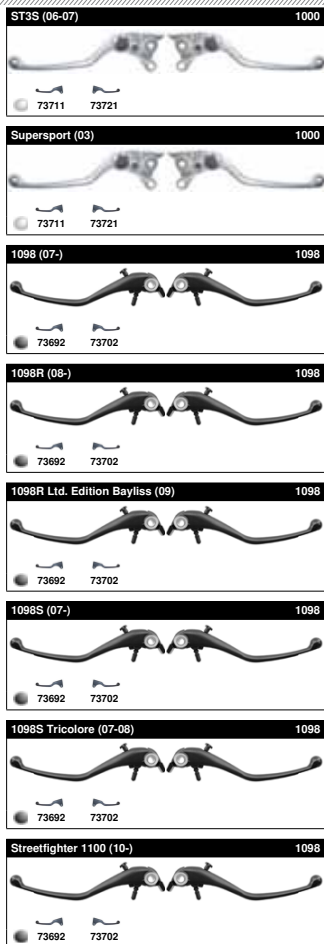 ST3S (06-07) 1000
73711 73721
Supersport (03) 1000
73711 73721
1098 (07-) 1098
73692 73702
1098R (08-) 1098
73692 73702
1098R Ltd. Edition Bayliss (09) 1098
73692 73702
1098S (07-) 1098
73692 73702
1098S Tricolore (07-08) 1098
73692 73702
Streetfighter 1100 (10-) 1098
73692 73702